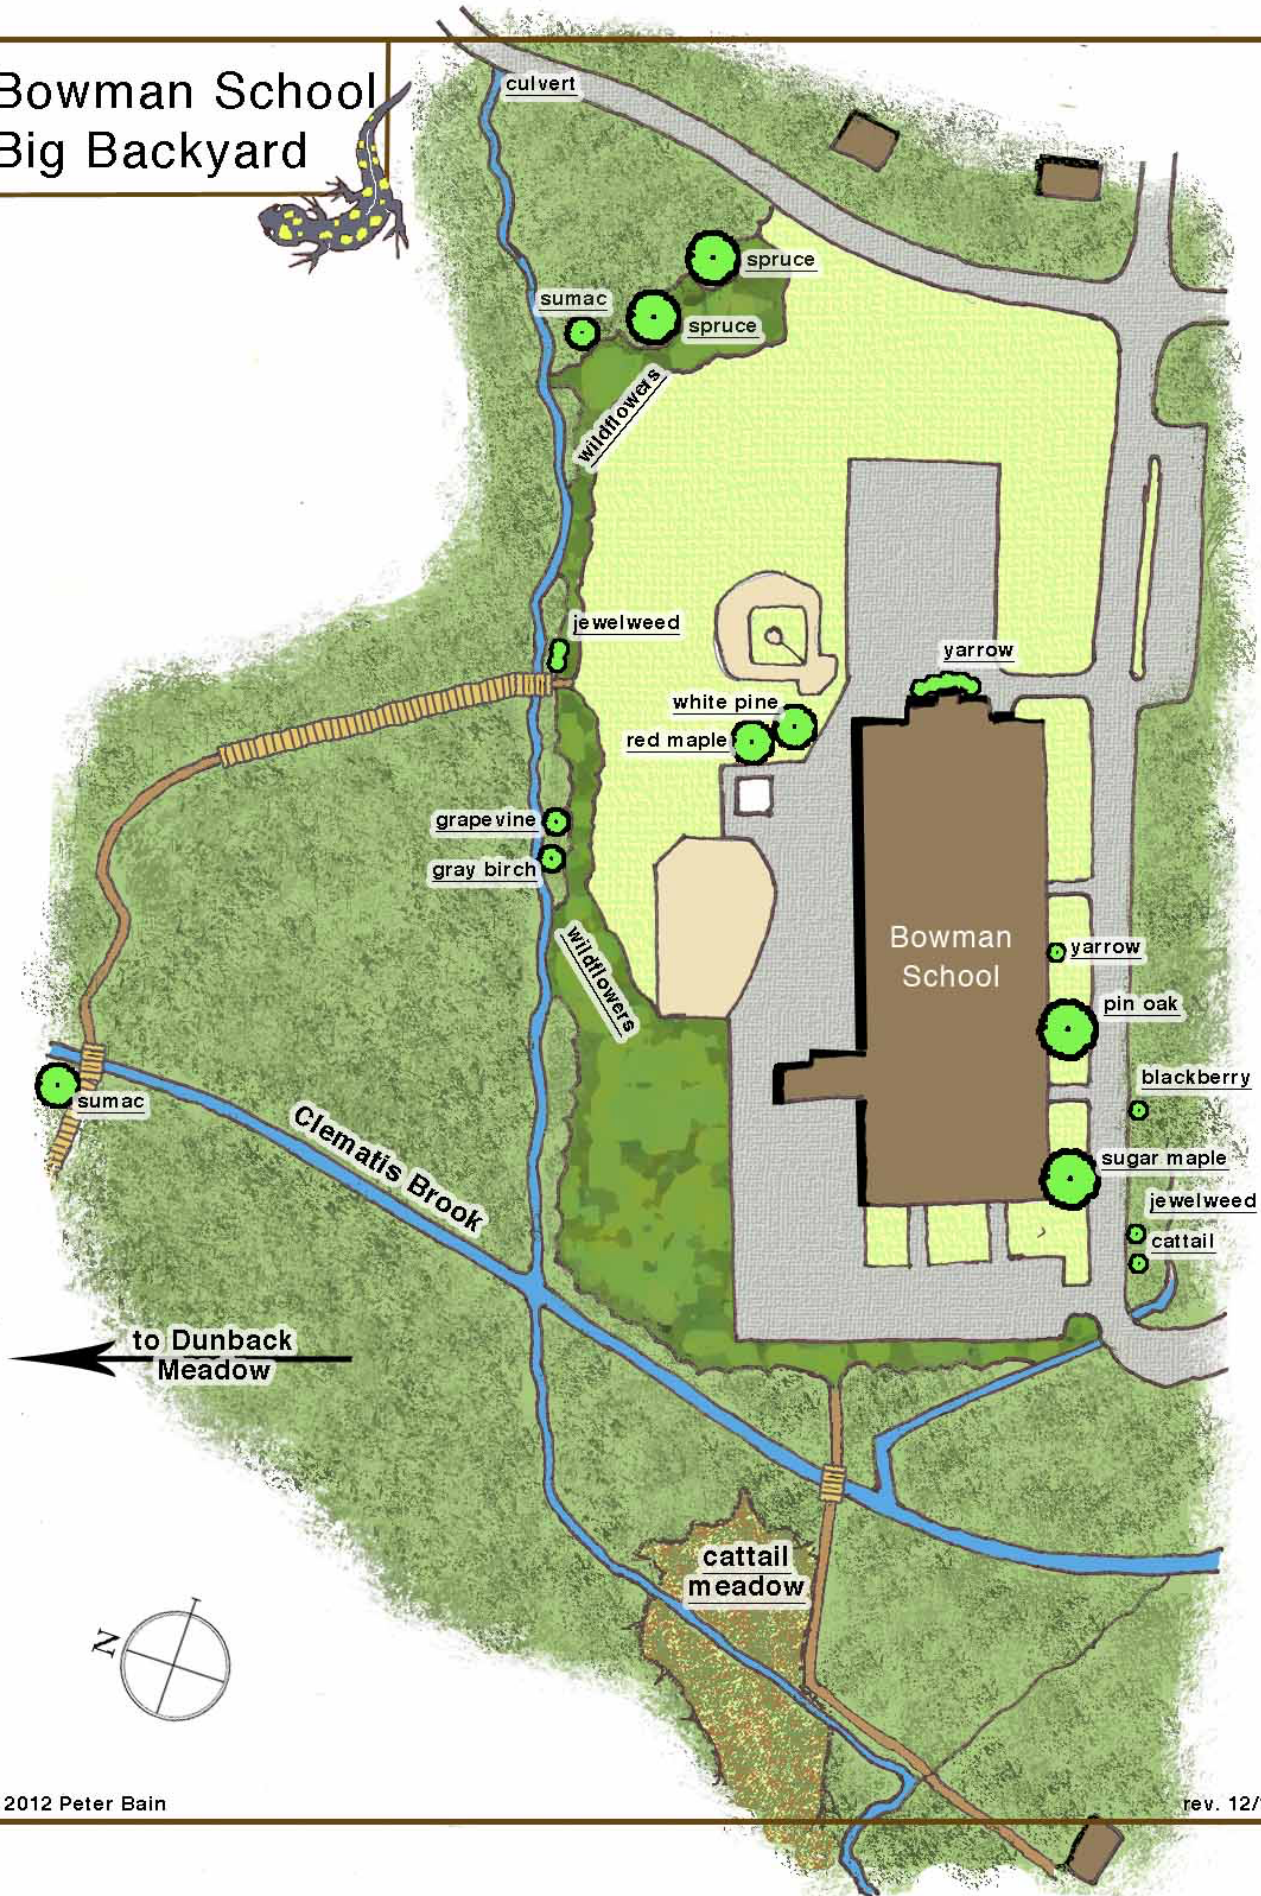 Bowman School
Big Backyard
culvert
spruce
sumac
spruce
wildflowers
jewelweed
yarrow
white pine
red maple
grapevine
gray birch
wildflowers
Bowman
School
yarrow
pin oak
blackberry
sumac
Clematis Brook
sugar maple
jewelweed
cattail
to Dunback
Meadow
cattail
meadow
N
2012 Peter Bain
rev. 12/